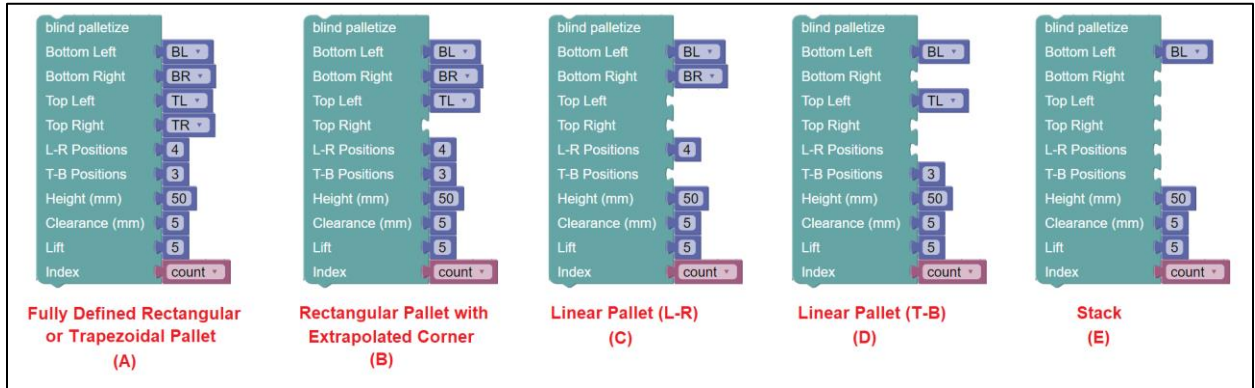 blind palletize
Bottom Left BL
Bottom Right BR
Top Left TL
Top Right TR
L-R Positions 4
T-B Positions 3
Height (mm) 50
Clearance (mm) 5
Lift 5
Index count
Fully Defined Rectangular
or Trapezoidal Pallet
(A)
blind palletize
Bottom Left BL
Bottom Right BR
Top Left TL
Top Right
L-R Positions 4
T-B Positions 3
Height (mm) 50
Clearance (mm) 5
Lift 5
Index count
Rectangular Pallet with
Extrapolated Corner
(B)
blind palletize
Bottom Left BL
Bottom Right BR
Top Left
Top Right
L-R Positions 4
T-B Positions
Height (mm) 50
Clearance (mm) 5
Lift 5
Index count
Linear Pallet (L-R)
(C)
blind palletize
Bottom Left BL
Bottom Right
Top Left TL
Top Right
L-R Positions
T-B Positions 3
Height (mm) 50
Clearance (mm) 5
Lift 5
Index count
Linear Pallet (T-B)
(D)
blind palletize
Bottom Left BL
Bottom Right
Top Left
Top Right
L-R Positions
T-B Positions
Height (mm) 50
Clearance (mm) 5
Lift 5
Index count
Stack
(E)